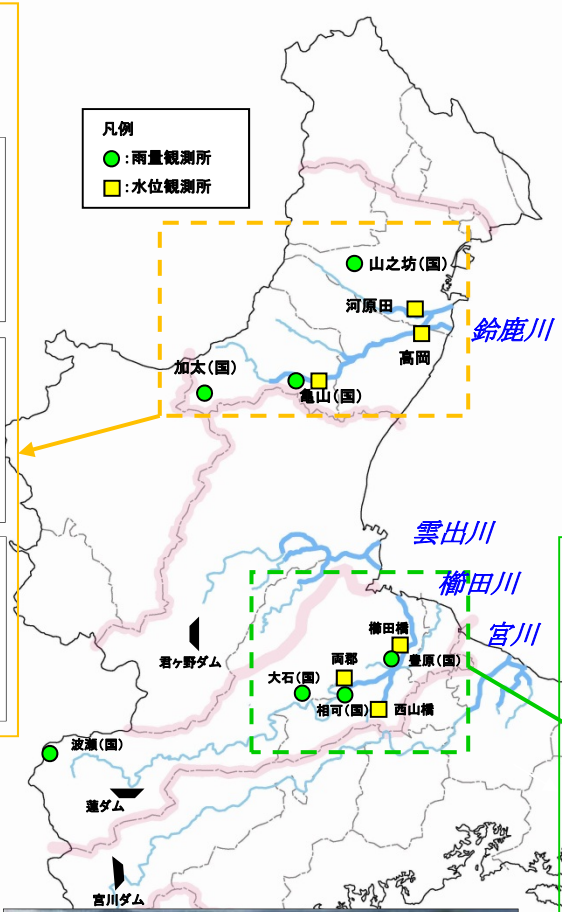 凡例
:雨量観測所
:水位観測所
山之坊(国)
河原田
鈴鹿川
高岡
加太(国)
亀山(国)
雲出川
櫛田川
宮川
櫛田橋
君ヶ野ダム
両郡
豊原(国)
大石(国)
相可(国)
西山橋
波瀬(国)
蓮ダム
宮川ダム